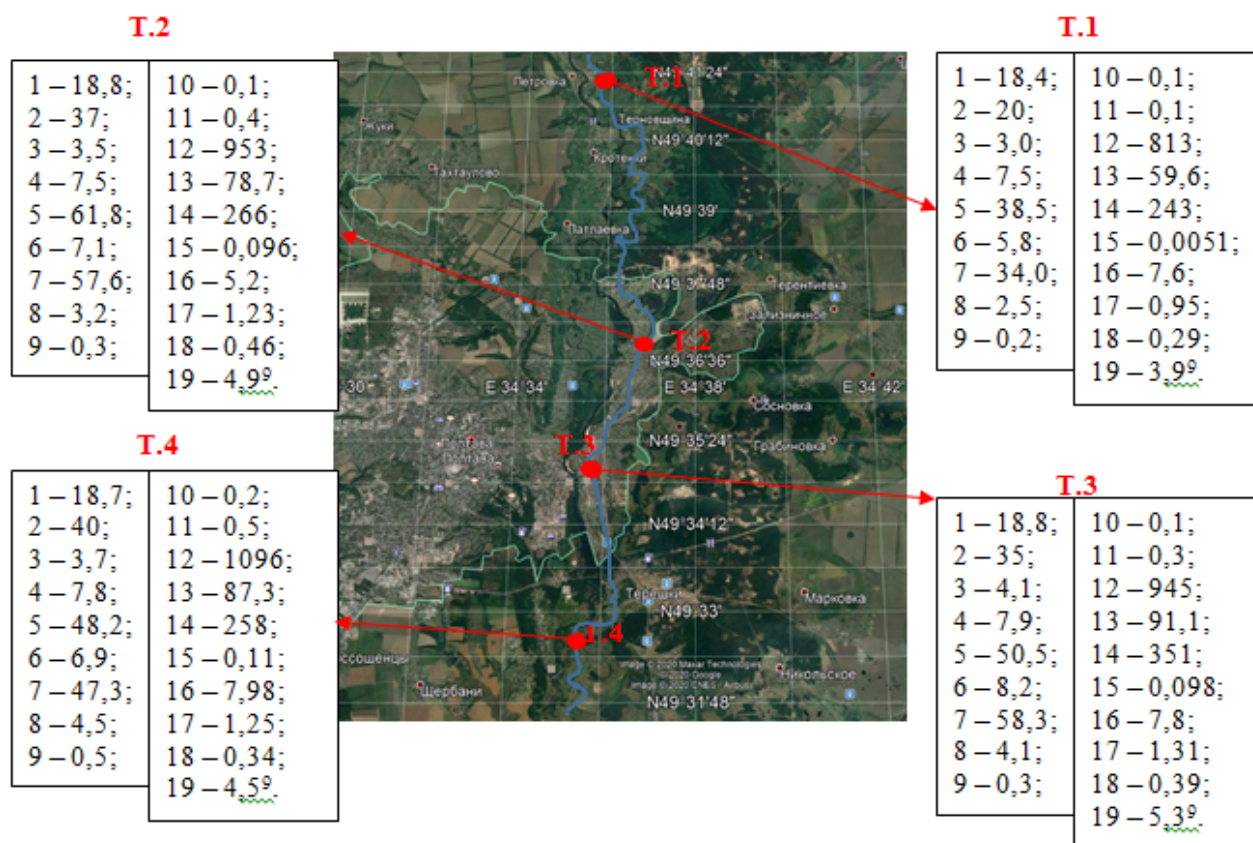 Т.2
1 – 18,8;
2 – 37;
3 – 3,5;
4 – 7,5;
5 – 61,8;
6 – 7,1;
7 – 57,6;
8 – 3,2;
9 – 0,3;
10 – 0,1;
11 – 0,4;
12 – 953;
13 – 78,7;
14 – 266;
15 – 0,096;
16 – 5,2;
17 – 1,23;
18 – 0,46;
19 – 4,9⁹.
Т.1
1 – 18,4;
2 – 20;
3 – 3,0;
4 – 7,5;
5 – 38,5;
6 – 5,8;
7 – 34,0;
8 – 2,5;
9 – 0,2;
10 – 0,1;
11 – 0,1;
12 – 813;
13 – 59,6;
14 – 243;
15 – 0,0051;
16 – 7,6;
17 – 0,95;
18 – 0,29;
19 – 3,9⁹.
Петровка
Т.1
N49°41'24"
Терновщина
Жуки
N49°40'12"
Кротенки
Тахтаулово
N49°39'
Патлаевка
N49°37'48"
Терентиевка
Зализничное
Т.2
N49°36'36"
30
E 34°34'
E 34°38'
E 34°42'
Сосновка
N49°35'24"
Грабиновка
Полтава
Полтава
Т.3
N49°34'12"
Терешки
Марковка
N49°33'
Т.4
ссошенцы
Image © 2020 Maxar Technologies
© 2020 Google
Image © 2020 CNES / Airbus
Никольское
Щербани
N49°31'48"
Т.4
1 – 18,7;
2 – 40;
3 – 3,7;
4 – 7,8;
5 – 48,2;
6 – 6,9;
7 – 47,3;
8 – 4,5;
9 – 0,5;
10 – 0,2;
11 – 0,5;
12 – 1096;
13 – 87,3;
14 – 258;
15 – 0,11;
16 – 7,98;
17 – 1,25;
18 – 0,34;
19 – 4,5⁹.
Т.3
1 – 18,8;
2 – 35;
3 – 4,1;
4 – 7,9;
5 – 50,5;
6 – 8,2;
7 – 58,3;
8 – 4,1;
9 – 0,3;
10 – 0,1;
11 – 0,3;
12 – 945;
13 – 91,1;
14 – 351;
15 – 0,098;
16 – 7,8;
17 – 1,31;
18 – 0,39;
19 – 5,3⁹.